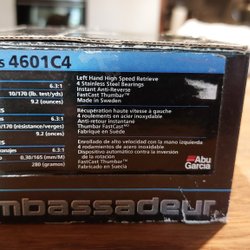 s 4601C4
6.3:1
10/170 (lb. test/yds)
9.2 (ounces)
Left Hand High Speed Retrieve
4 Stainless Steel Bearings
Instant Anti-Reverse
FastCast Thumbar™
Made in Sweden
6.3:1
/170 (résistance/verges)
9.2 (onces)
Récupération haute vitesse à gauche
4 roulements en acier inoxydable
Anti-retour instantané
Thumbar FastCast™
Fabriqué en Suède
6.3:1
0.30/165 (mm/M)
280 (grams)
Enrollado de alta velocidad con la mano izquierda
4 rodamientos de acero inoxidable
Dispositivo automático contra la inversión
de la rotación
FastCast Thumbar™
Fabricado en Suecia
Abu
Garcia
mbassadeur